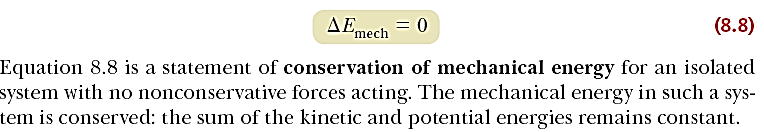 ΔE_mech = 0 (8.8)
Equation 8.8 is a statement of conservation of mechanical energy for an isolated
system with no nonconservative forces acting. The mechanical energy in such a sys-
tem is conserved: the sum of the kinetic and potential energies remains constant.